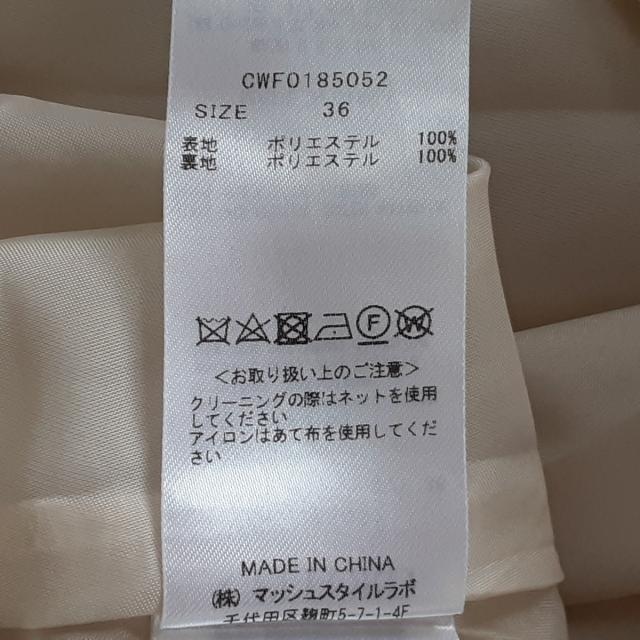 CWF0185052
SIZE 36
表地 ポリエステル 100%
裏地 ポリエステル 100%
F W
<お取り扱い上のご注意>
クリーニングの際はネットを使用
してください
アイロンはあて布を使用してくだ
さい
MADE IN CHINA
(株) マッシュスタイルラボ
千代田区麹町5-7-1-4F